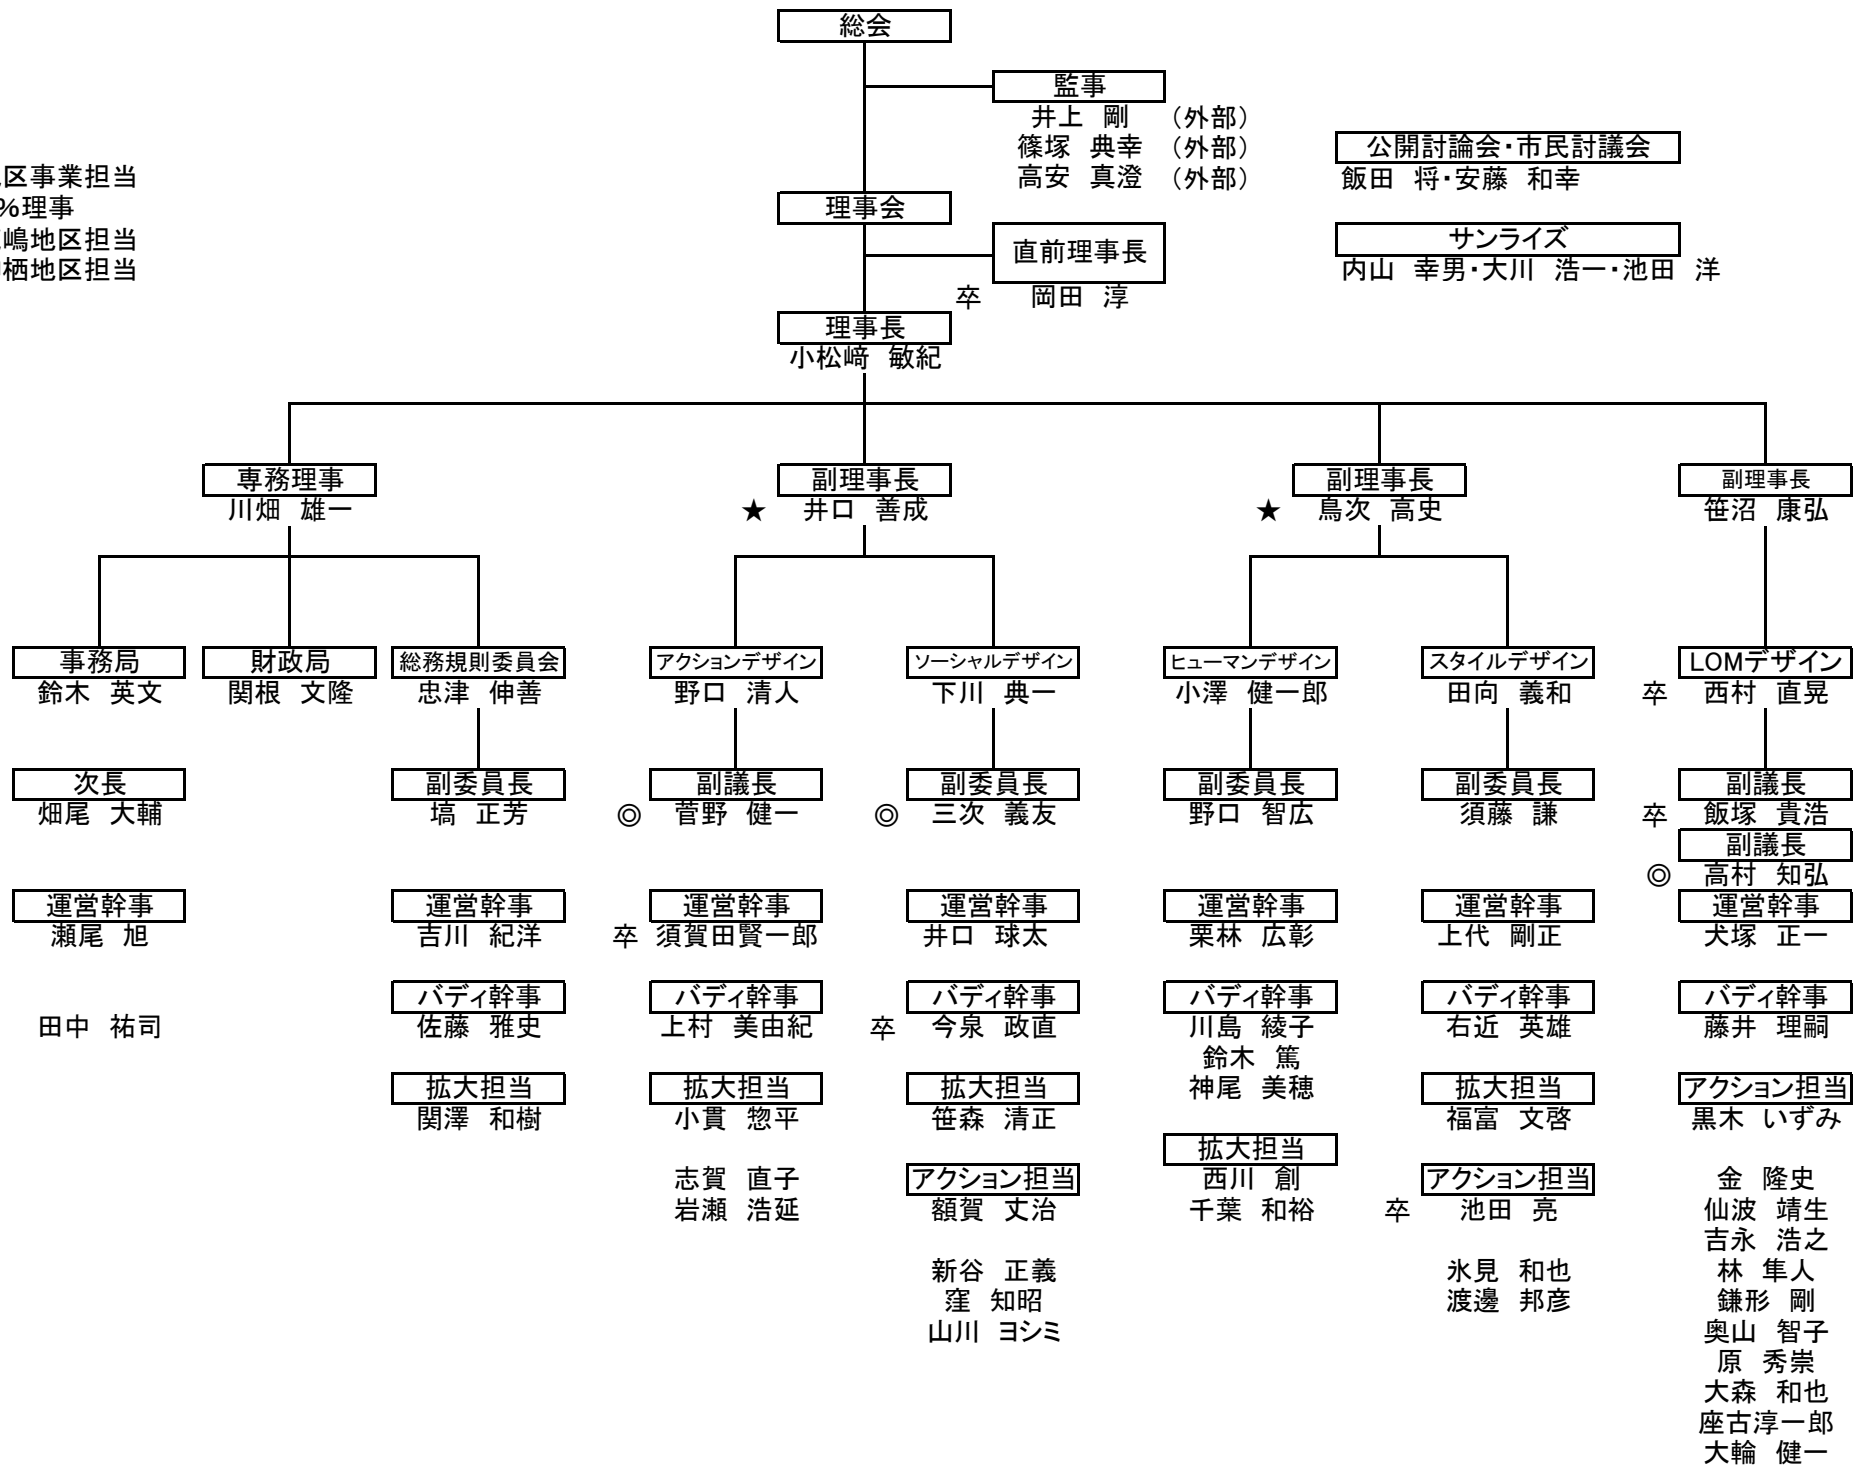 総会
監事
井上 剛 （外部）
篠塚 典幸 （外部）
高安 真澄 （外部）
公開討論会・市民討議会
飯田 将・安藤 和幸
区事業担当
%理事
嶋地区担当
栖地区担当
理事会
直前理事長
卒 岡田 淳
サンライズ
内山 幸男・大川 浩一・池田 洋
理事長
小松﨑 敏紀
専務理事
川畑 雄一
副理事長
★ 井口 善成
副理事長
★ 鳥次 高史
副理事長
笹沼 康弘
事務局
鈴木 英文
次長
畑尾 大輔
運営幹事
瀬尾 旭
田中 祐司
財政局
関根 文隆
総務規則委員会
忠津 伸善
副委員長
塙 正芳
運営幹事
吉川 紀洋
バディ幹事
佐藤 雅史
拡大担当
関澤 和樹
アクションデザイン
野口 清人
副議長
◎ 菅野 健一
運営幹事
卒 須賀田賢一郎
バディ幹事
上村 美由紀
拡大担当
小貫 惣平
志賀 直子
岩瀬 浩延
ソーシャルデザイン
下川 典一
副委員長
◎ 三次 義友
運営幹事
井口 球太
バディ幹事
卒 今泉 政直
拡大担当
笹森 清正
アクション担当
額賀 丈治
新谷 正義
窪 知昭
山川 ヨシミ
ヒューマンデザイン
小澤 健一郎
副委員長
野口 智広
運営幹事
栗林 広彰
バディ幹事
川島 綾子
鈴木 篤
神尾 美穂
拡大担当
西川 創
千葉 和裕
スタイルデザイン
田向 義和
副委員長
須藤 謙
運営幹事
上代 剛正
バディ幹事
右近 英雄
拡大担当
福富 文啓
アクション担当
卒 池田 亮
氷見 和也
渡邊 邦彦
LOMデザイン
卒 西村 直晃
副議長
卒 飯塚 貴浩
副議長
◎ 高村 知弘
運営幹事
犬塚 正一
バディ幹事
藤井 理嗣
アクション担当
黒木 いずみ
金 隆史
仙波 靖生
吉永 浩之
林 隼人
鎌形 剛
奥山 智子
原 秀崇
大森 和也
座古淳一郎
大輪 健一